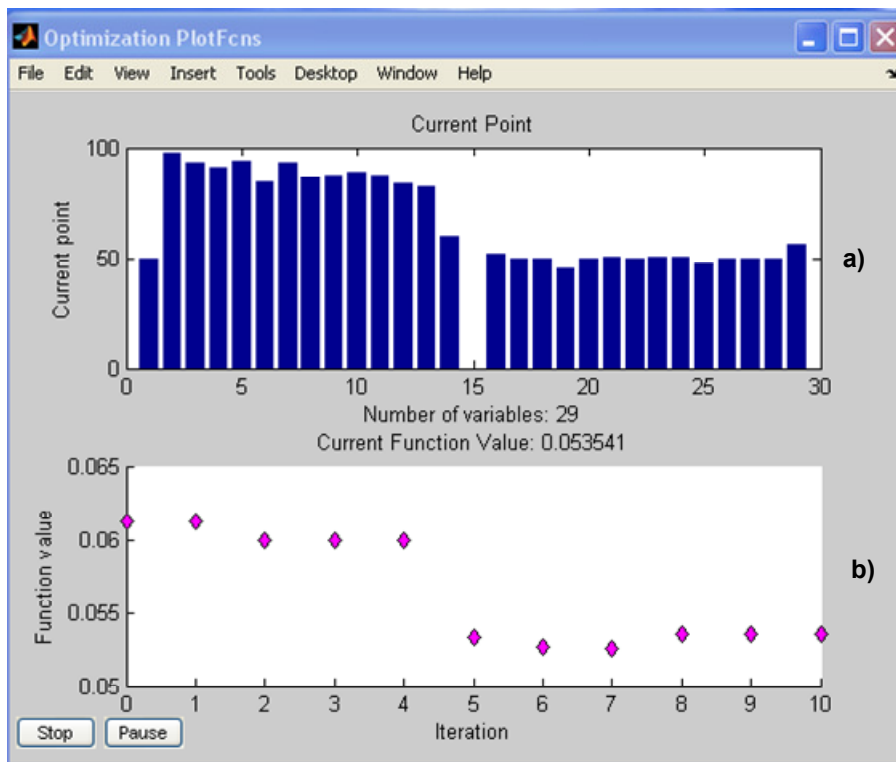 Optimization PlotFcns
File Edit View Insert Tools Desktop Window Help
Current Point
100
50
0
Current point
0 5 10 15 20 25 30
Number of variables: 29
a)
Current Function Value: 0.053541
0.065
0.06
0.055
0.05
Function value
0 1 2 3 4 5 6 7 8 9 10
Iteration
b)
Stop Pause